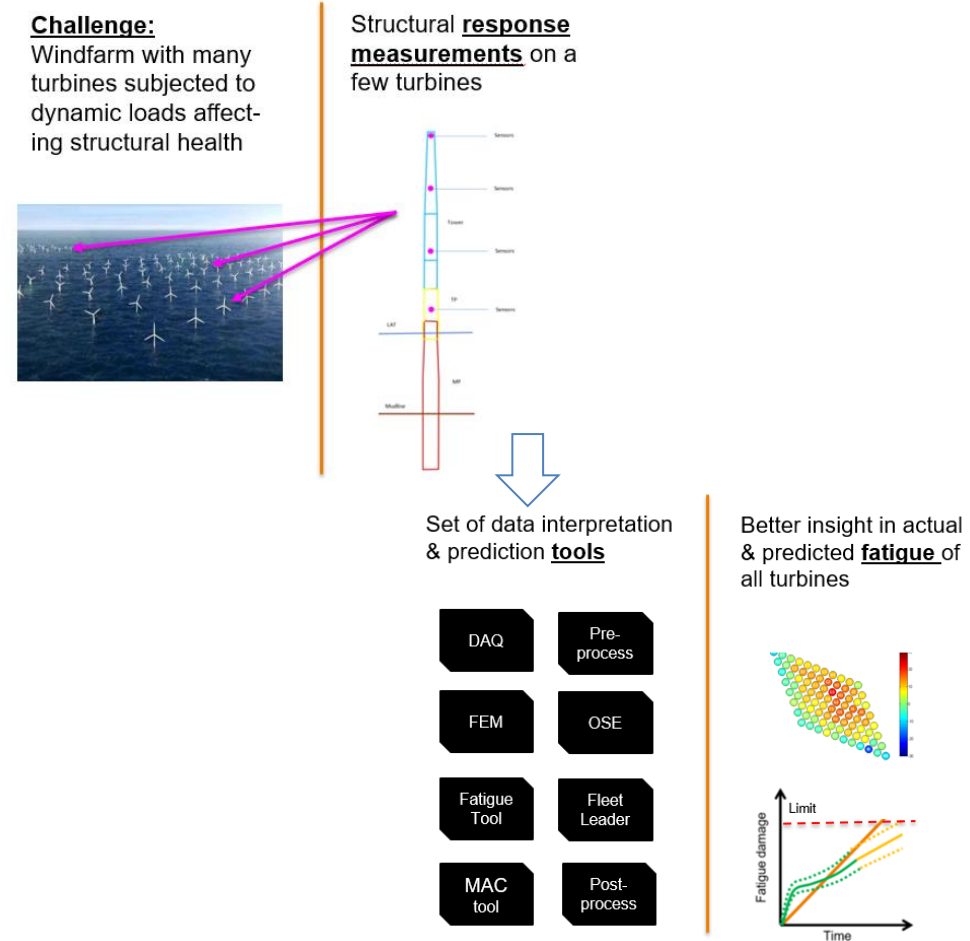 Challenge:
Windfarm with many
turbines subjected to
dynamic loads affect-
ing structural health
Structural response
measurements on a
few turbines
Sensors
Sensors
Tower
Sensors
TP
Sensors
LAT
MP
Mudline
Set of data interpretation
& prediction tools
DAQ
Pre-
process
FEM
OSE
Fatigue
Tool
Fleet
Leader
MAC
tool
Post-
process
Better insight in actual
& predicted fatigue of
all turbines
Limit
Fatigue damage
Time